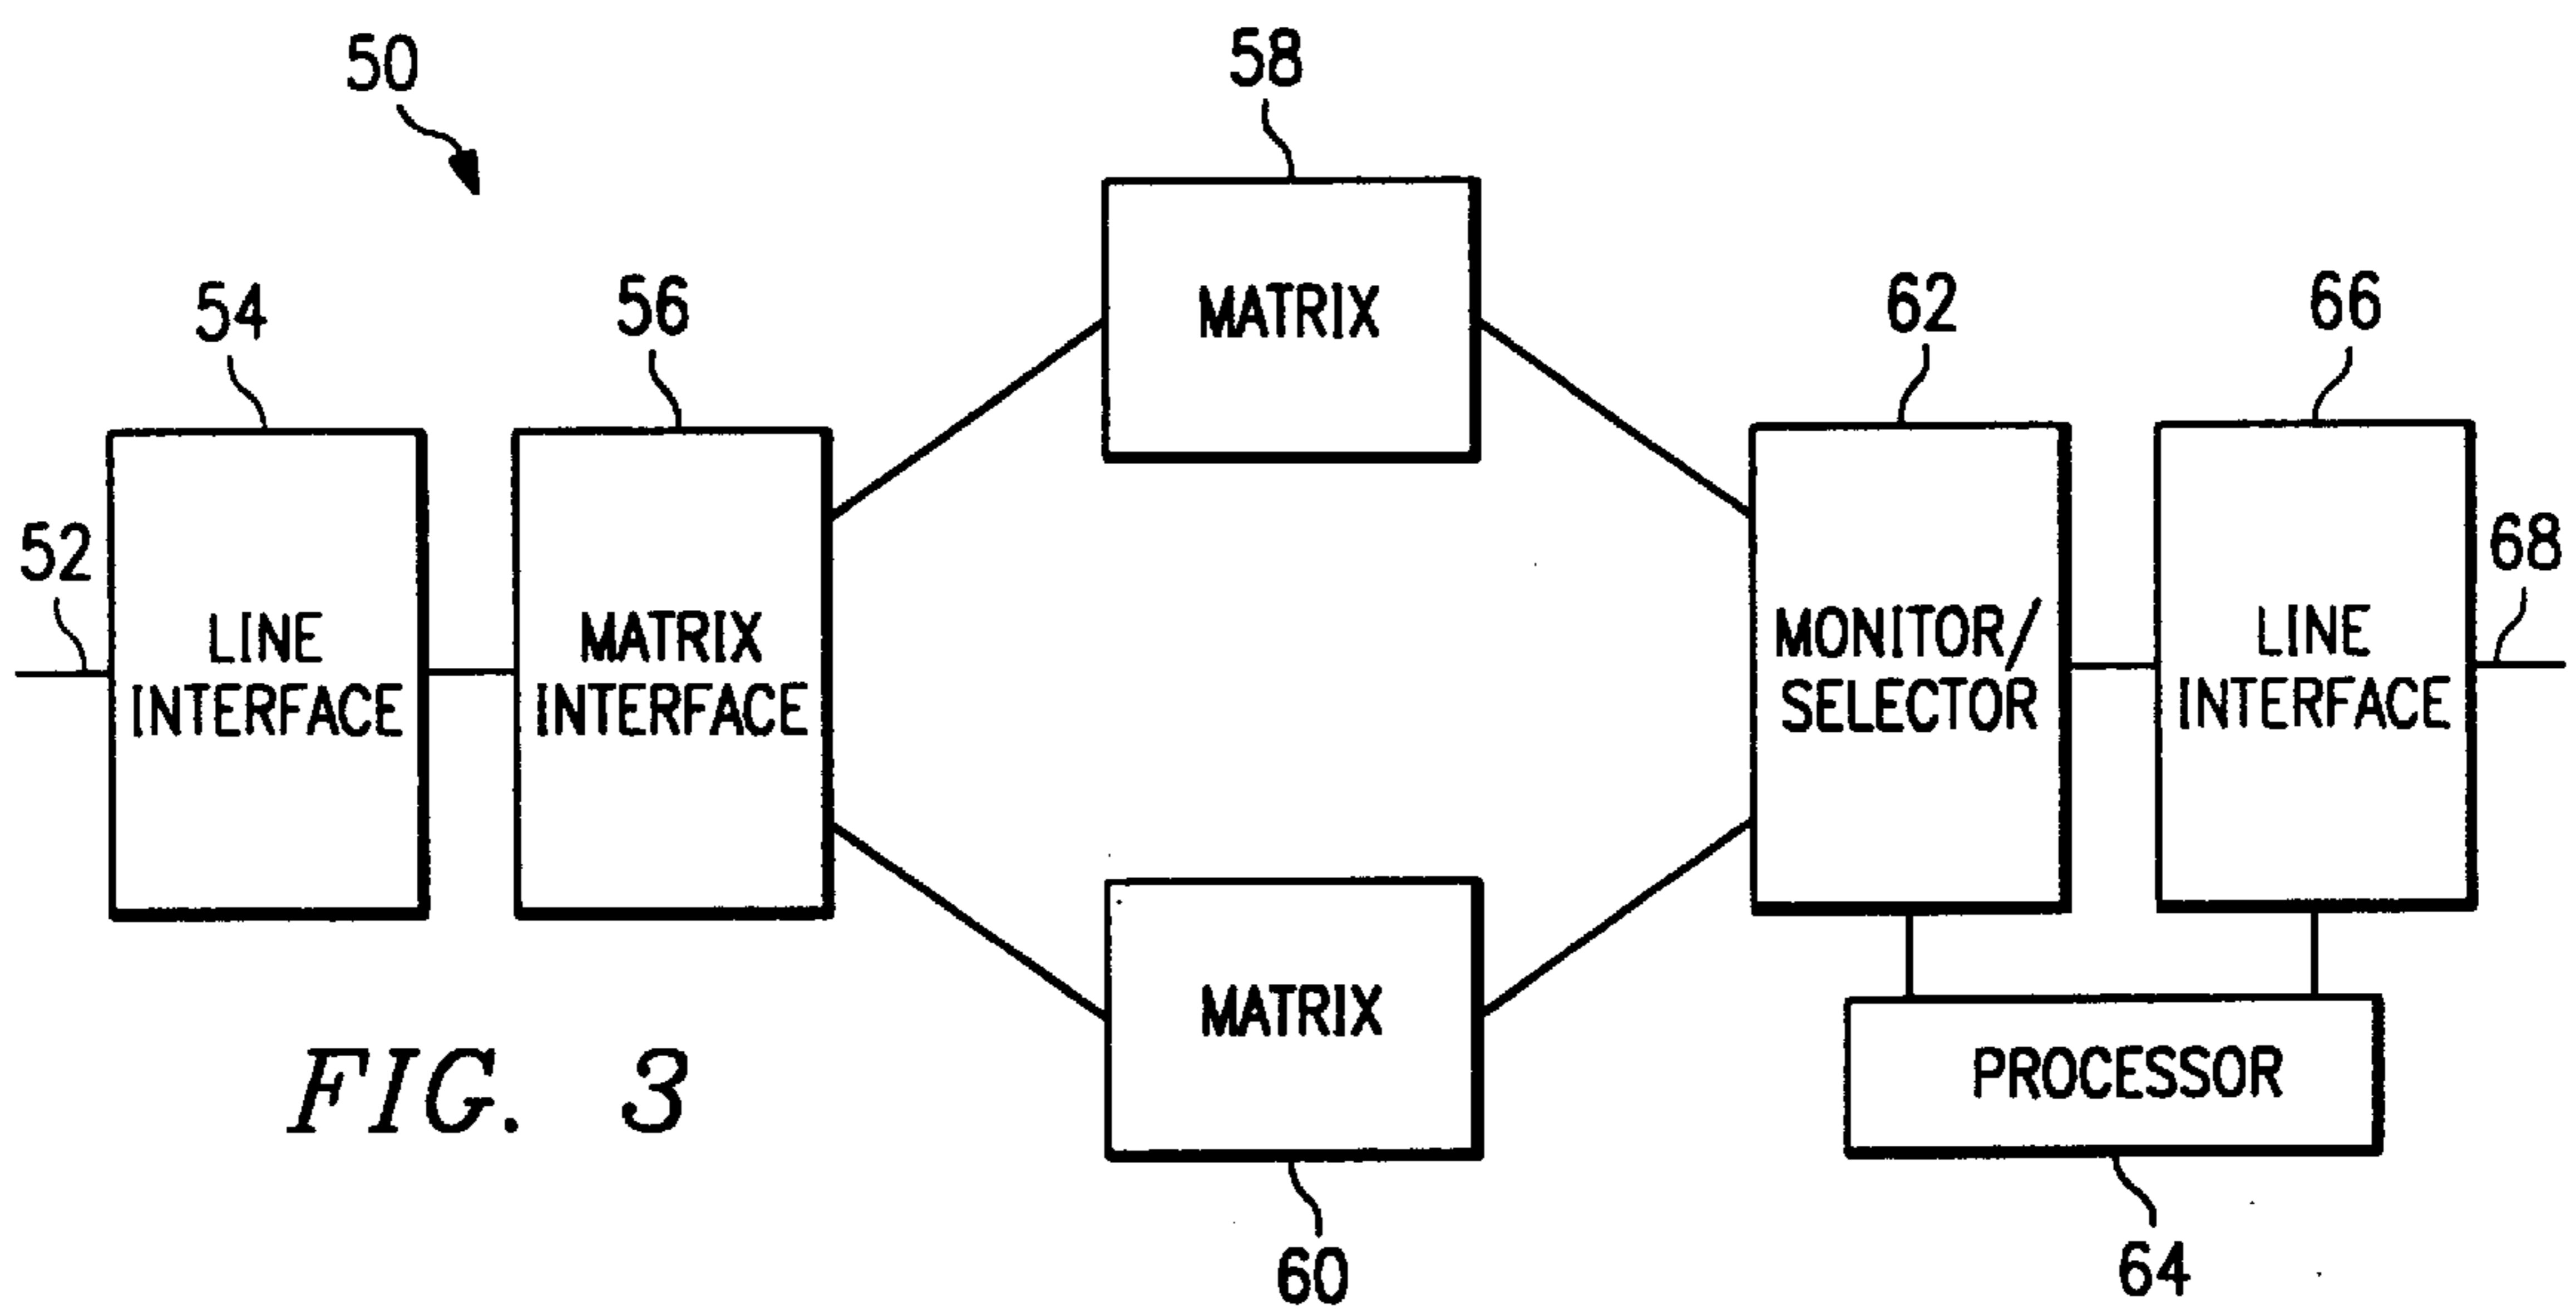 50
58
54
56
62
66
MATRIX
52
68
LINE
INTERFACE
MATRIX
INTERFACE
MONITOR/
SELECTOR
LINE
INTERFACE
MATRIX
PROCESSOR
FIG. 3
60
64